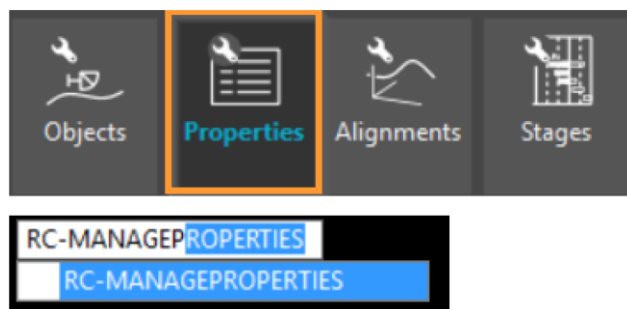 Objects Properties Alignments Stages
RC-MANAGEPROPERTIES
RC-MANAGEPROPERTIES